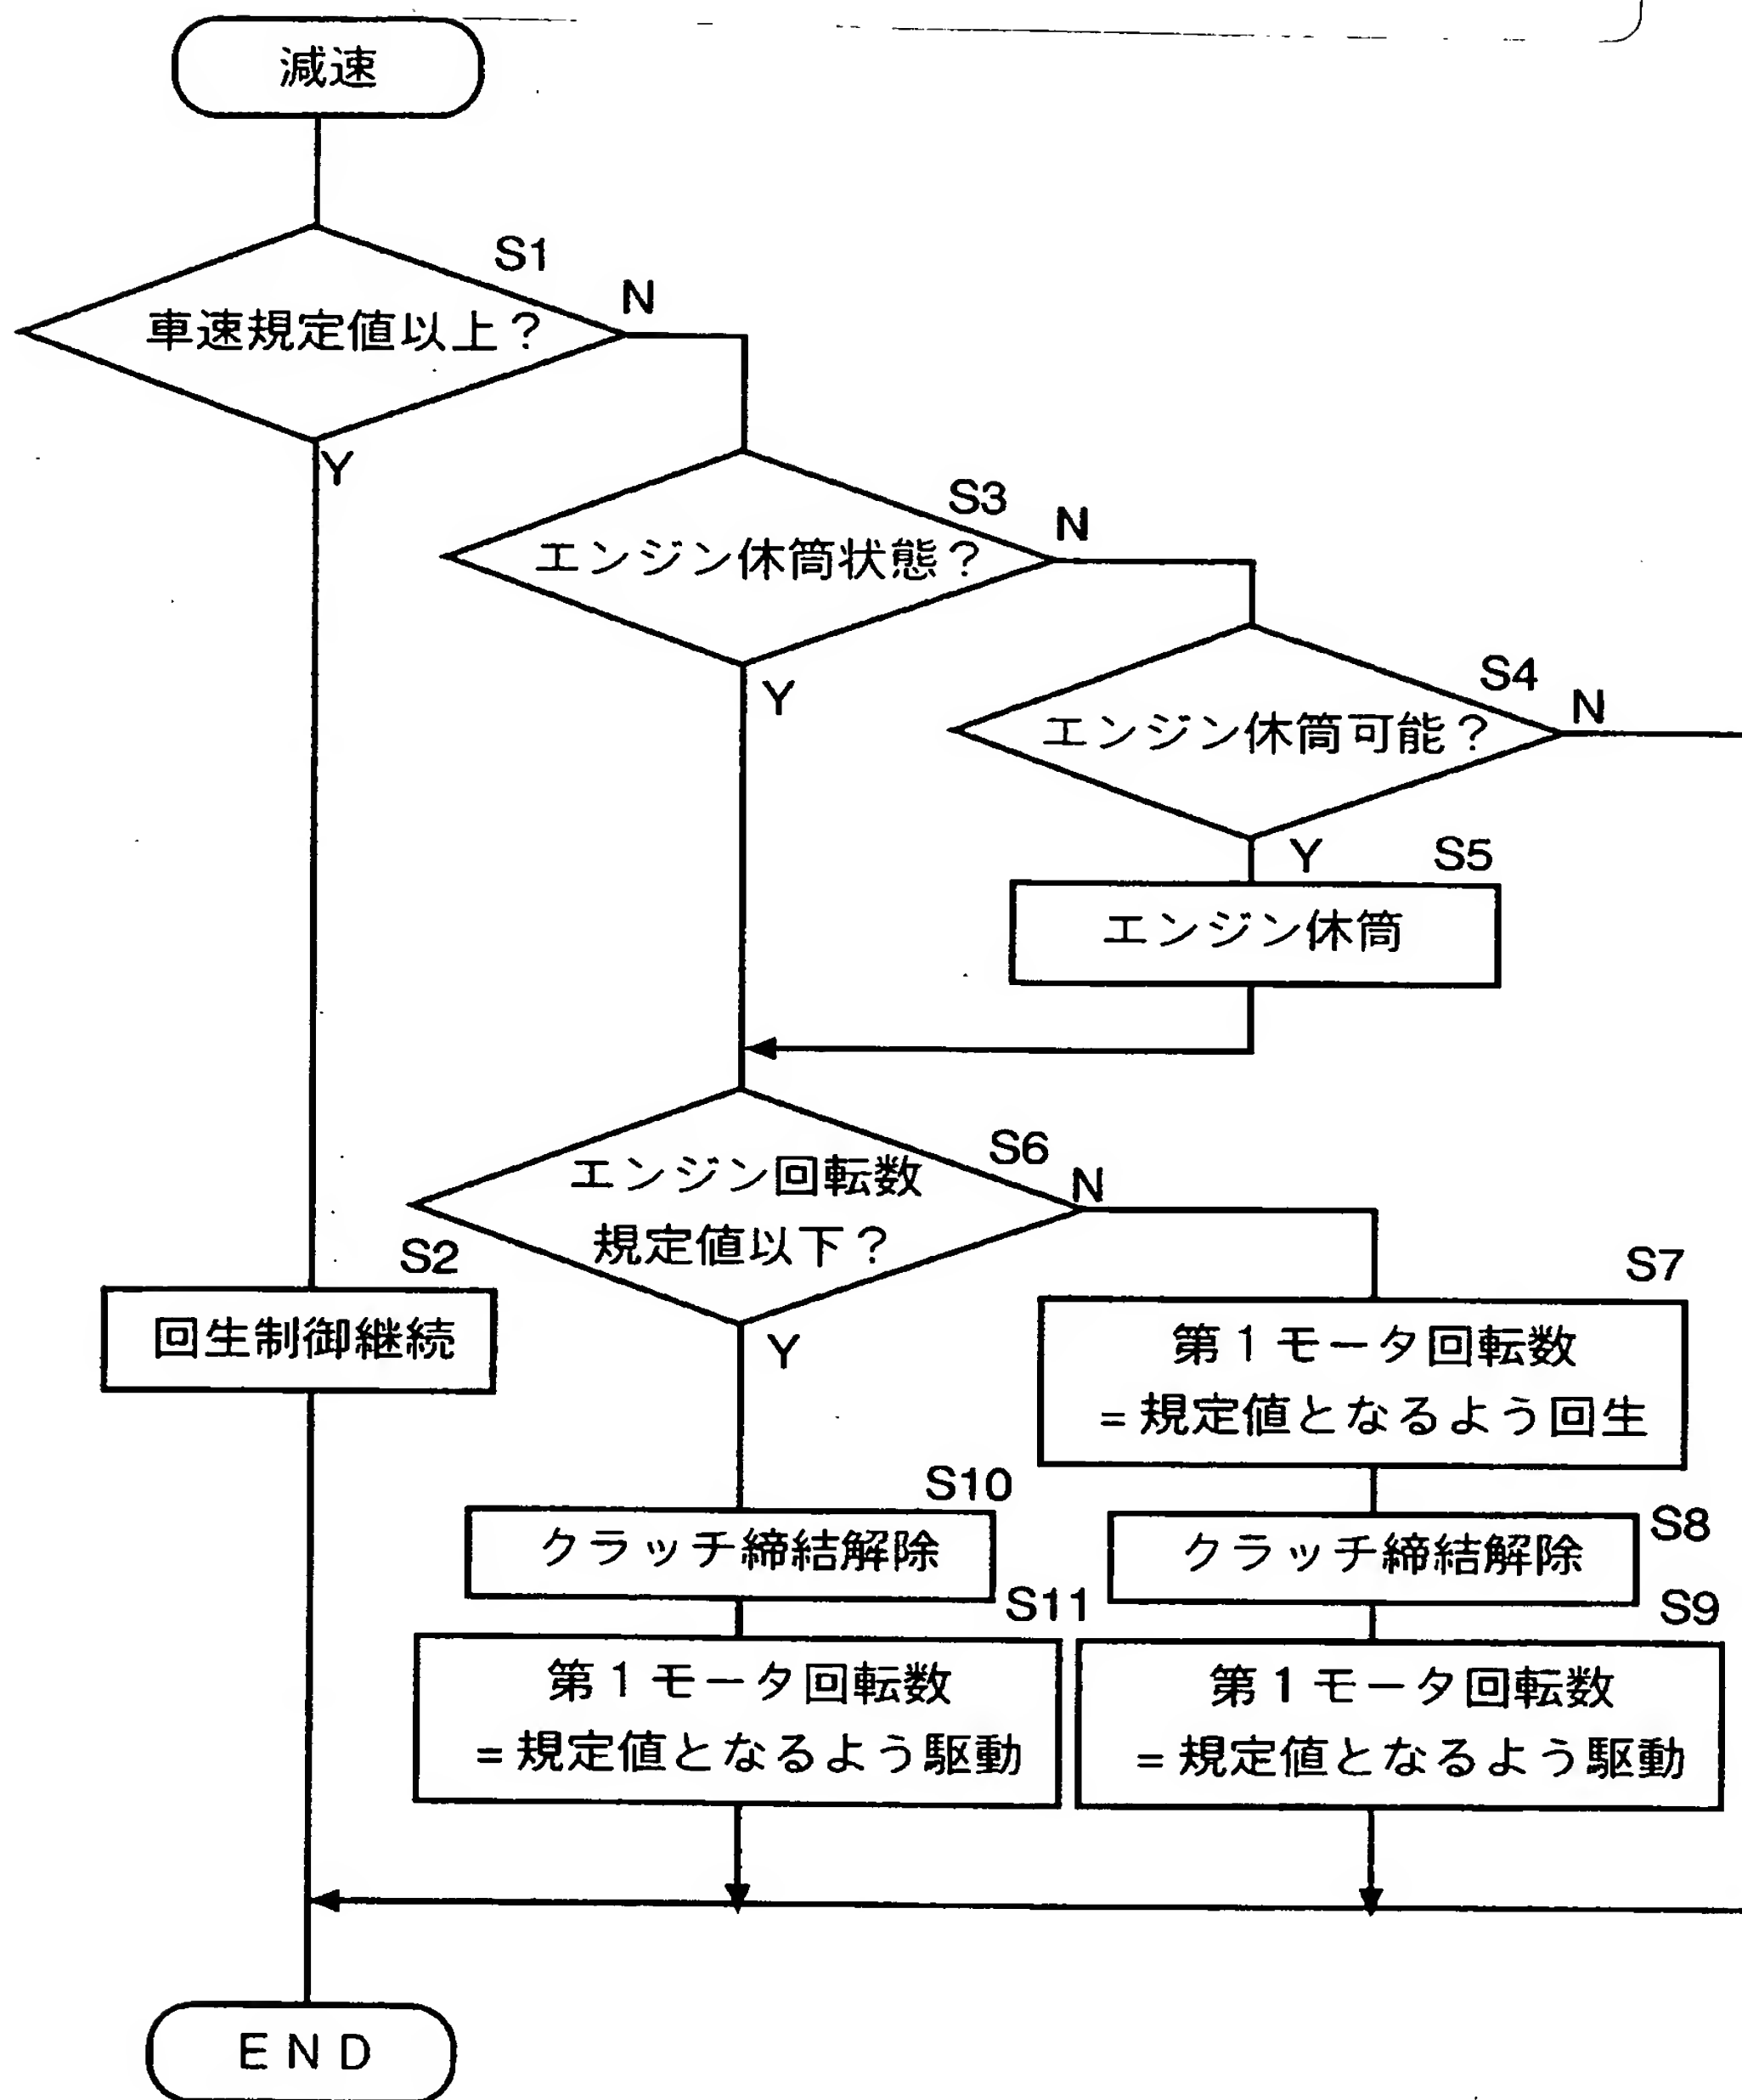 減速
S1
車速規定値以上？
N
Y
S3
エンジン休筒状態？
N
Y
S4
エンジン休筒可能？
N
Y
S5
エンジン休筒
S6
エンジン回転数
規定値以下？
N
Y
S2
回生制御継続
S7
第1モータ回転数
=規定値となるよう回生
S10
クラッチ締結解除
S8
クラッチ締結解除
S11
第1モータ回転数
=規定値となるよう駆動
S9
第1モータ回転数
=規定値となるよう駆動
END